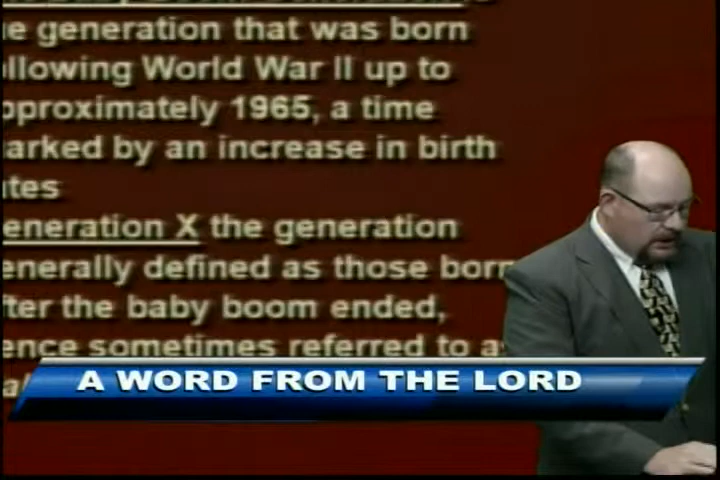 e generation that was born
llowing World War II up to
pproximately 1965, a time
arked by an increase in birth
tes
eneration X the generation
enerally defined as those born
fter the baby boom ended,
ence sometimes referred to a
A WORD FROM THE LORD